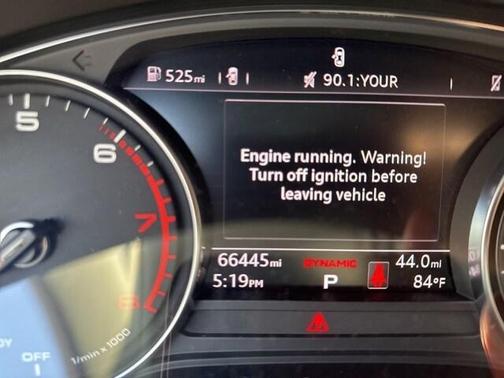 525mi
90.1:YOUR
5
6
7
8
Engine running. Warning!
Turn off ignition before
leaving vehicle
66445mi DYNAMIC 44.0mi
5:19PM P 84°F
1/min x 1000
DY
OFF